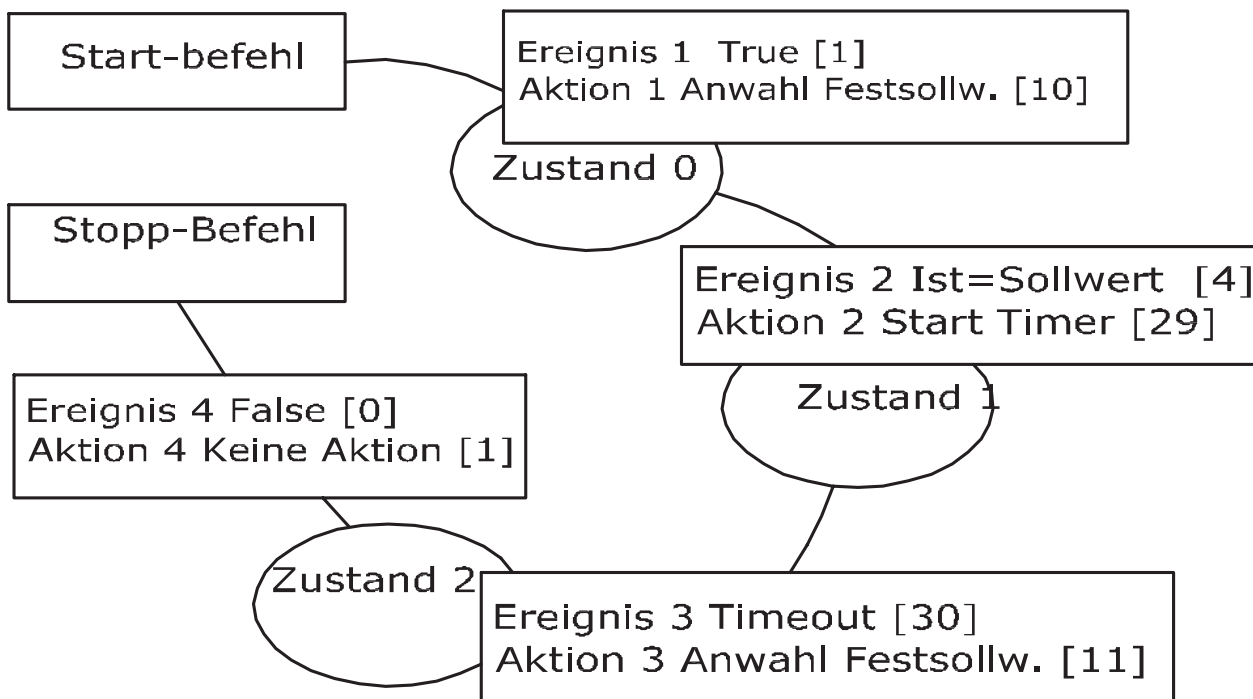 Start-befehl
Ereignis 1 True [1]
Aktion 1 Anwahl Festsollw. [10]
Zustand 0
Stopp-Befehl
Ereignis 2 Ist=Sollwert [4]
Aktion 2 Start Timer [29]
Zustand 1
Ereignis 4 False [0]
Aktion 4 Keine Aktion [1]
Zustand 2
Ereignis 3 Timeout [30]
Aktion 3 Anwahl Festsollw. [11]